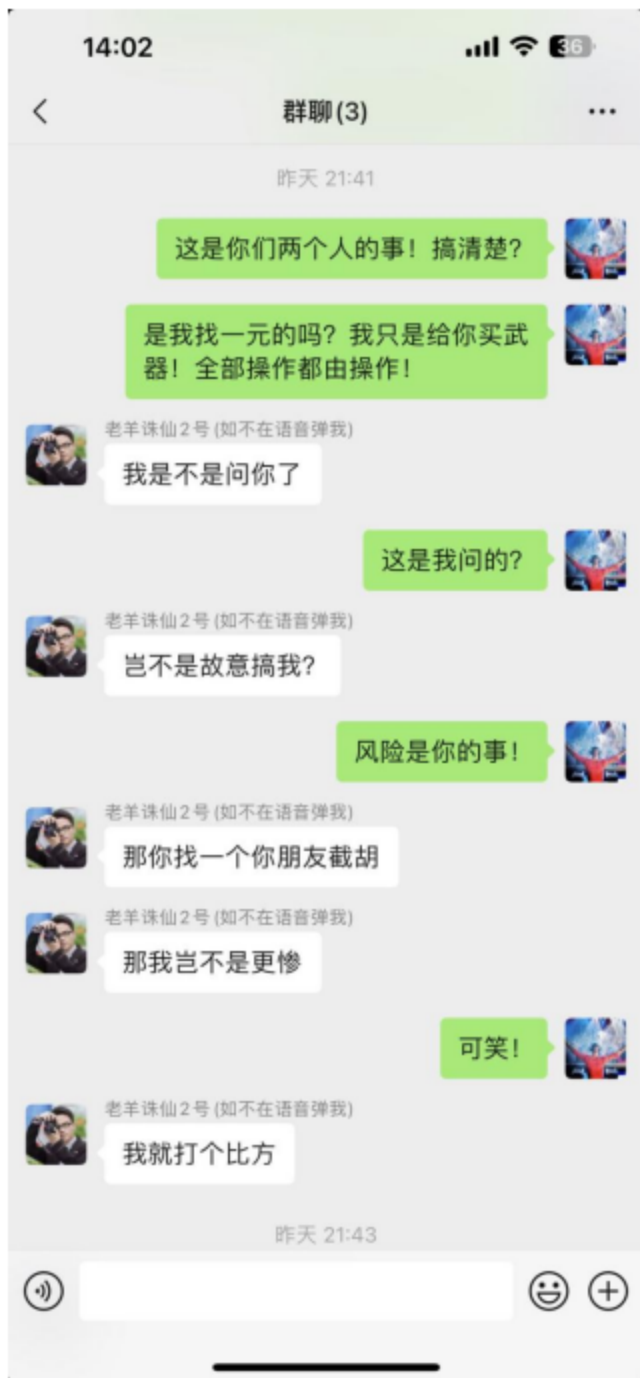 14:02
36
群聊(3)
昨天 21:41
这是你们两个人的事！搞清楚？
是我找一元的吗？我只是给你买武
器！全部操作都由操作！
老羊诛仙2号(如不在语音弹我)
我是不是问你了
这是我问的？
老羊诛仙2号(如不在语音弹我)
岂不是故意搞我？
风险是你的事！
老羊诛仙2号(如不在语音弹我)
那你找一个你朋友截胡
老羊诛仙2号(如不在语音弹我)
那我岂不是更惨
可笑！
老羊诛仙2号(如不在语音弹我)
我就打个比方
昨天 21:43